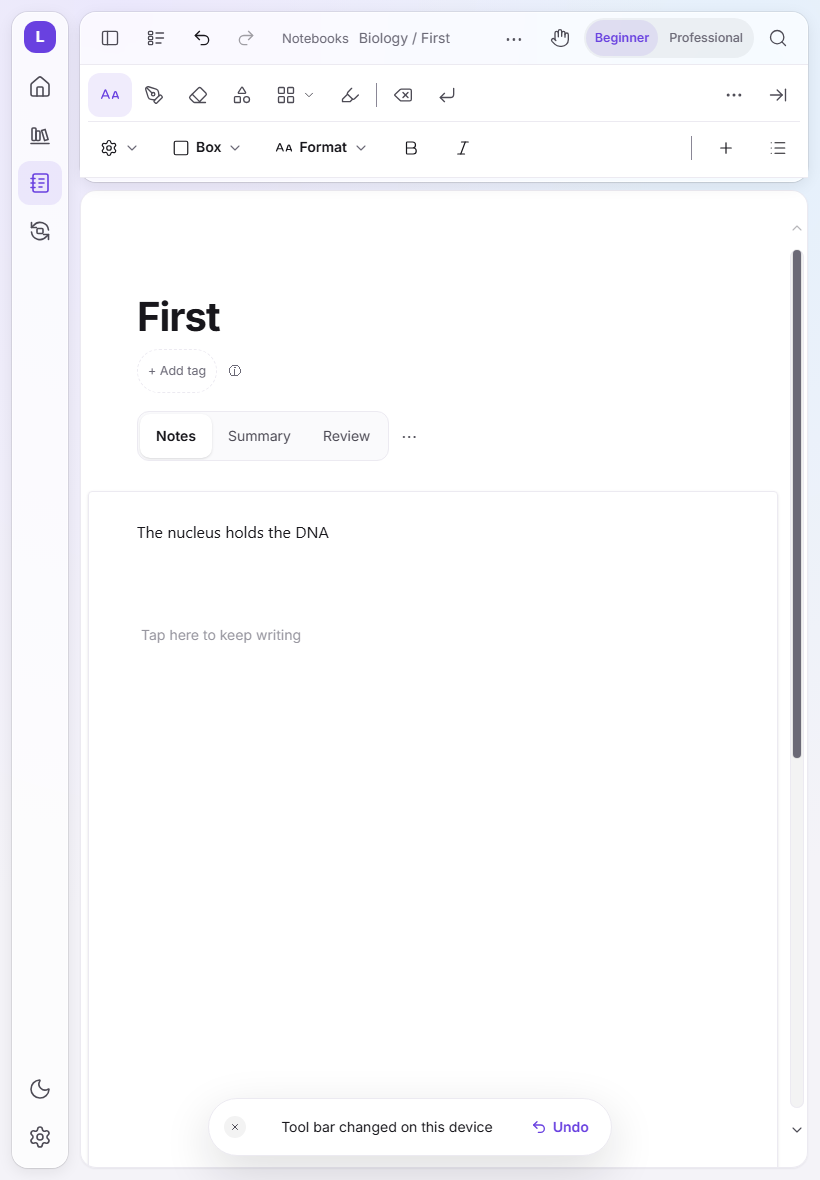 L
Notebooks Biology / First
Beginner Professional
AA
Box
AA Format
B I
First
+ Add tag
Notes Summary Review
The nucleus holds the DNA
Tap here to keep writing
Tool bar changed on this device
Undo